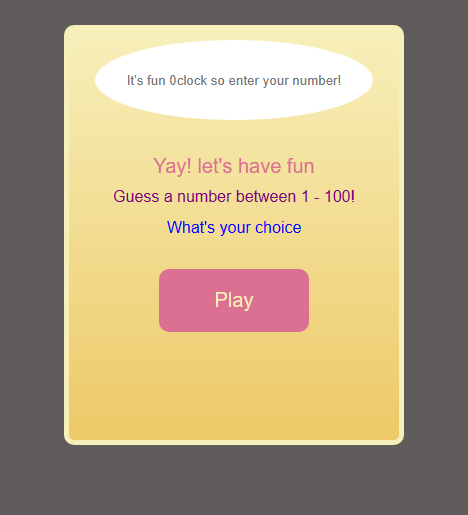 It's fun 0clock so enter your number!
Yay! let's have fun
Guess a number between 1 - 100!
What's your choice
Play